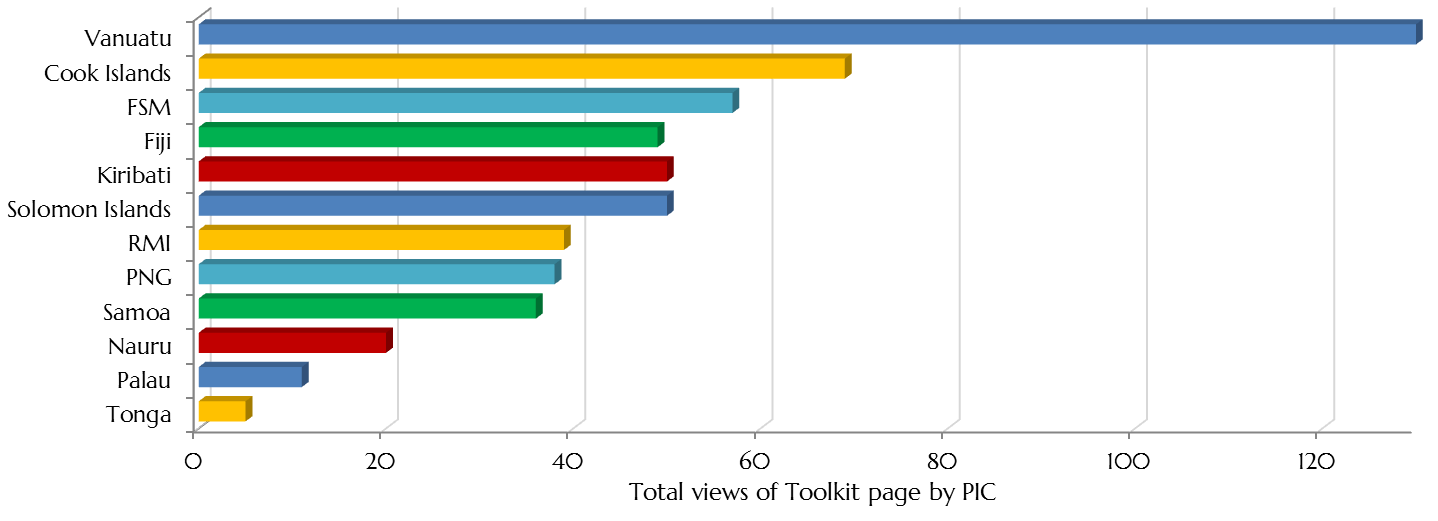 Vanuatu
Cook Islands
FSM
Fiji
Kiribati
Solomon Islands
RMI
PNG
Samoa
Nauru
Palau
Tonga
0 20 40 60 80 100 120
Total views of Toolkit page by PIC